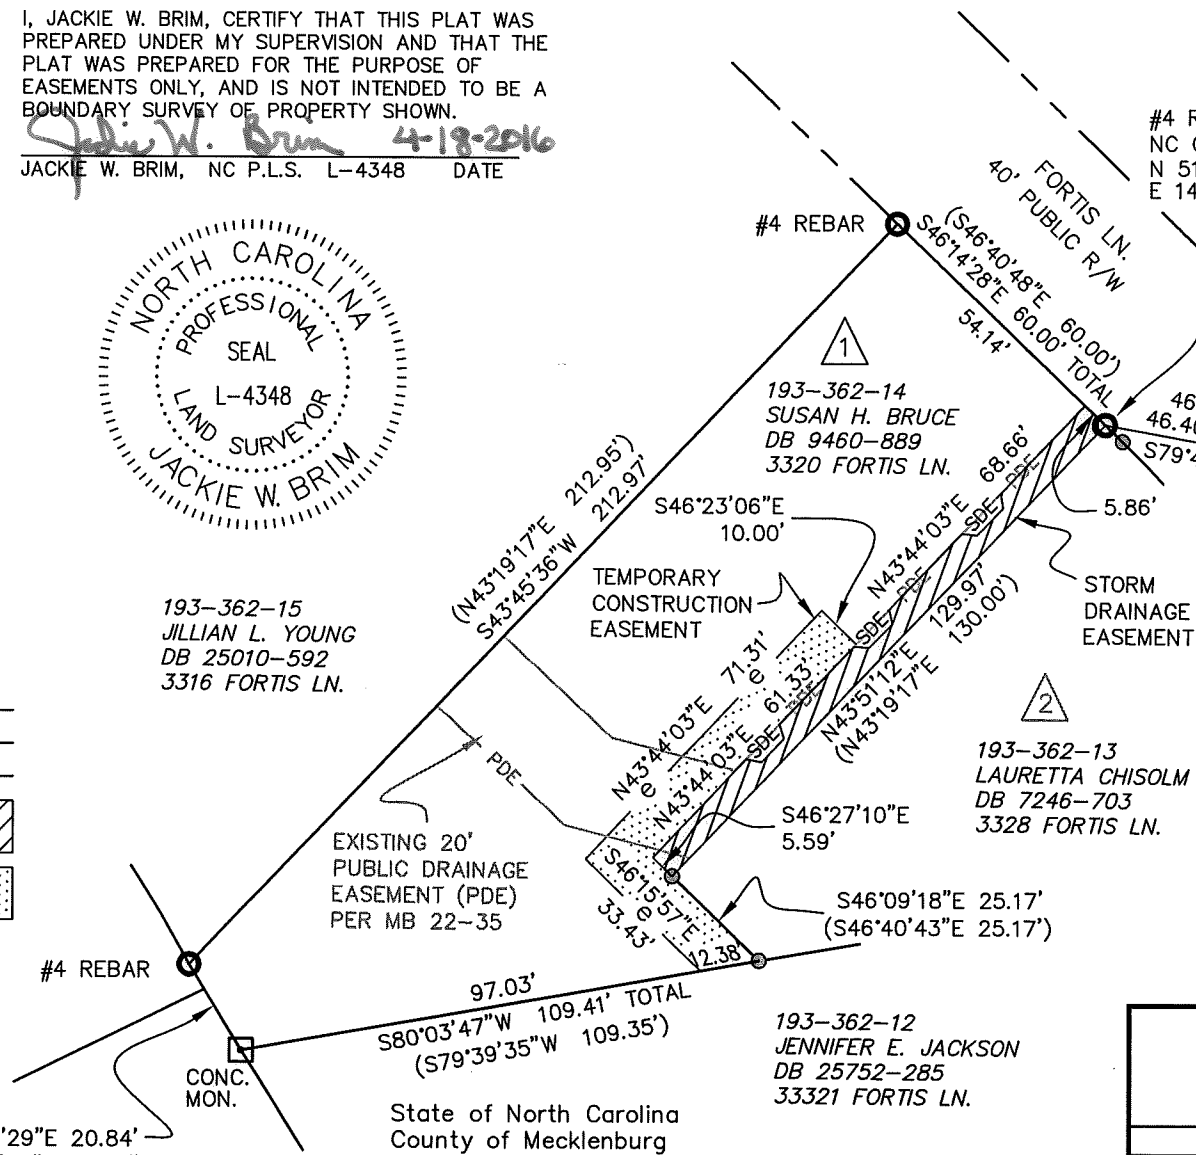 I, JACKIE W. BRIM, CERTIFY THAT THIS PLAT WAS
PREPARED UNDER MY SUPERVISION AND THAT THE
PLAT WAS PREPARED FOR THE PURPOSE OF
EASEMENTS ONLY, AND IS NOT INTENDED TO BE A
BOUNDARY SURVEY OF PROPERTY SHOWN.
Jackie W. Brim 4-18-2016
JACKIE W. BRIM, NC P.L.S. L-4348 DATE
NORTH CAROLINA
PROFESSIONAL
SEAL
L-4348
LAND SURVEYOR
JACKIE W. BRIM
#4 R
NC
N 51
E 14
FORTIS LN.
40' PUBLIC R/W
#4 REBAR
(S46°40'48"E 60.00')
S46°14'28"E 60.00' TOTAL
54.14'
1
193-362-14
SUSAN H. BRUCE
DB 9460-889
3320 FORTIS LN.
46
46.40
S79°4
5.86'
(N43°19'17"E 212.95')
S43°45'36"W 212.97'
S46°23'06"E
10.00'
N43°44'03"E 68.66'
SDE
PDE
TEMPORARY
CONSTRUCTION
EASEMENT
STORM
DRAINAGE
EASEMENT
193-362-15
JILLIAN L. YOUNG
DB 25010-592
3316 FORTIS LN.
SDE
PDE
N43°51'12"E 129.97'
(N43°19'17"E 130.00')
N43°44'03"E 71.31'
e
e
N43°44'03"E 61.33'
SDE
PDE
2
193-362-13
LAURETTA CHISOLM
DB 7246-703
3328 FORTIS LN.
PDE
EXISTING 20'
PUBLIC DRAINAGE
EASEMENT (PDE)
PER MB 22-35
S46°27'10"E
5.59'
S46°15'57"E
e
33.43'
S46°09'18"E 25.17'
(S46°40'43"E 25.17')
12.38'
#4 REBAR
97.03'
S80°03'47"W 109.41' TOTAL
(S79°39'35"W 109.35')
193-362-12
JENNIFER E. JACKSON
DB 25752-285
33321 FORTIS LN.
CONC.
MON.
'29"E 20.84'
State of North Carolina
County of Mecklenburg